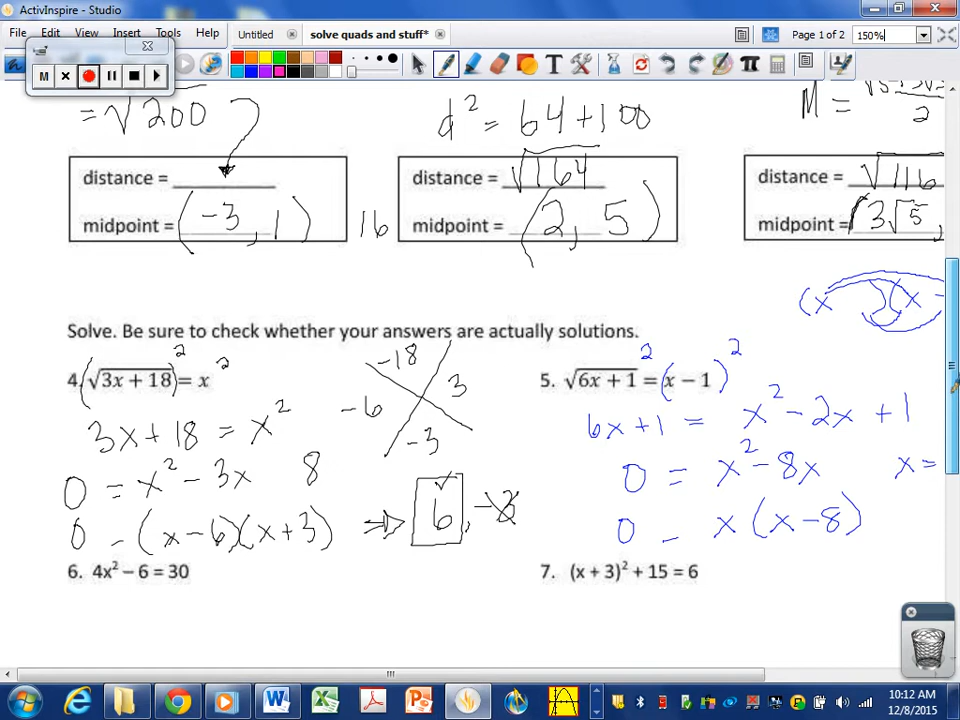 ActivInspire - Studio
File Edit View Insert Tools Help
Untitled
solve quads and stuff*
Page 1 of 2
150%
M
= √200
d² = 64 + 100
M =
2
distance =
midpoint = (-3, 1)
16
distance = √164
midpoint = (2, 5)
distance = √116
midpoint = (3√5,
(x
x -
Solve. Be sure to check whether your answers are actually solutions.
4. (√3x + 18)² = x²
3x + 18 = x²
0 = x² - 3x 8
0 = (x - 6)(x + 3) ⇒ 6, -3
-18
-6 3
-3
5. √6x + 1² = (x - 1)²
6x + 1 = x² - 2x + 1
0 = x² - 8x x =
0 = x(x - 8)
6. 4x² − 6 = 30
7. (x + 3)² + 15 = 6
10:12 AM
12/8/2015